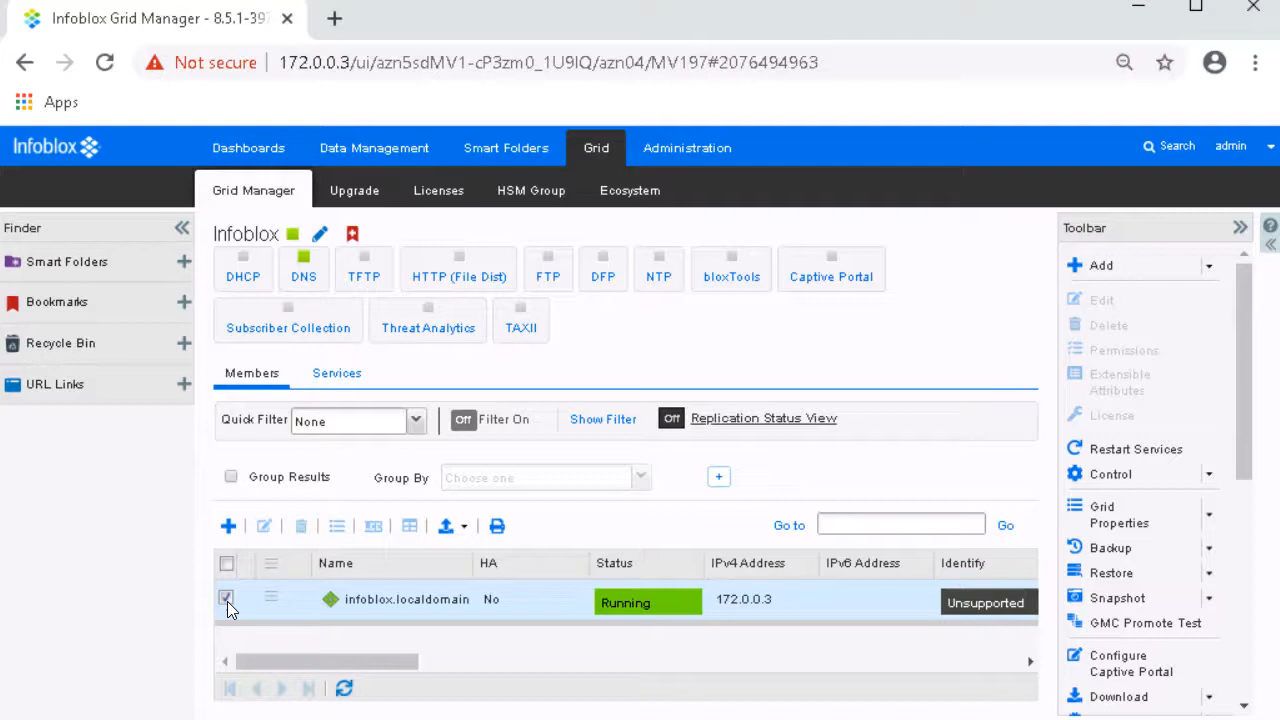 Infoblox Grid Manager - 8.5.1-397
Not secure
172.0.0.3/ui/azn5sdMV1-cP3zm0_1U9IQ/azn04/MV197#2076494963
Apps
Infoblox
Dashboards
Data Management
Smart Folders
Grid
Administration
Search
admin
Grid Manager
Upgrade
Licenses
HSM Group
Ecosystem
Finder
Smart Folders
Bookmarks
Recycle Bin
URL Links
Infoblox
DHCP
DNS
TFTP
HTTP (File Dist)
FTP
DFP
NTP
bloxTools
Captive Portal
Subscriber Collection
Threat Analytics
TAXII
Members
Services
Quick Filter
None
Off
Filter On
Show Filter
Off
Replication Status View
Group Results
Group By
Choose one
Go to
Go
Name
HA
Status
IPv4 Address
IPv6 Address
Identify
infoblox.localdomain
No
Running
172.0.0.3
Unsupported
Toolbar
Add
Edit
Delete
Permissions
Extensible
Attributes
License
Restart Services
Control
Grid
Properties
Backup
Restore
Snapshot
GMC Promote Test
Configure
Captive Portal
Download